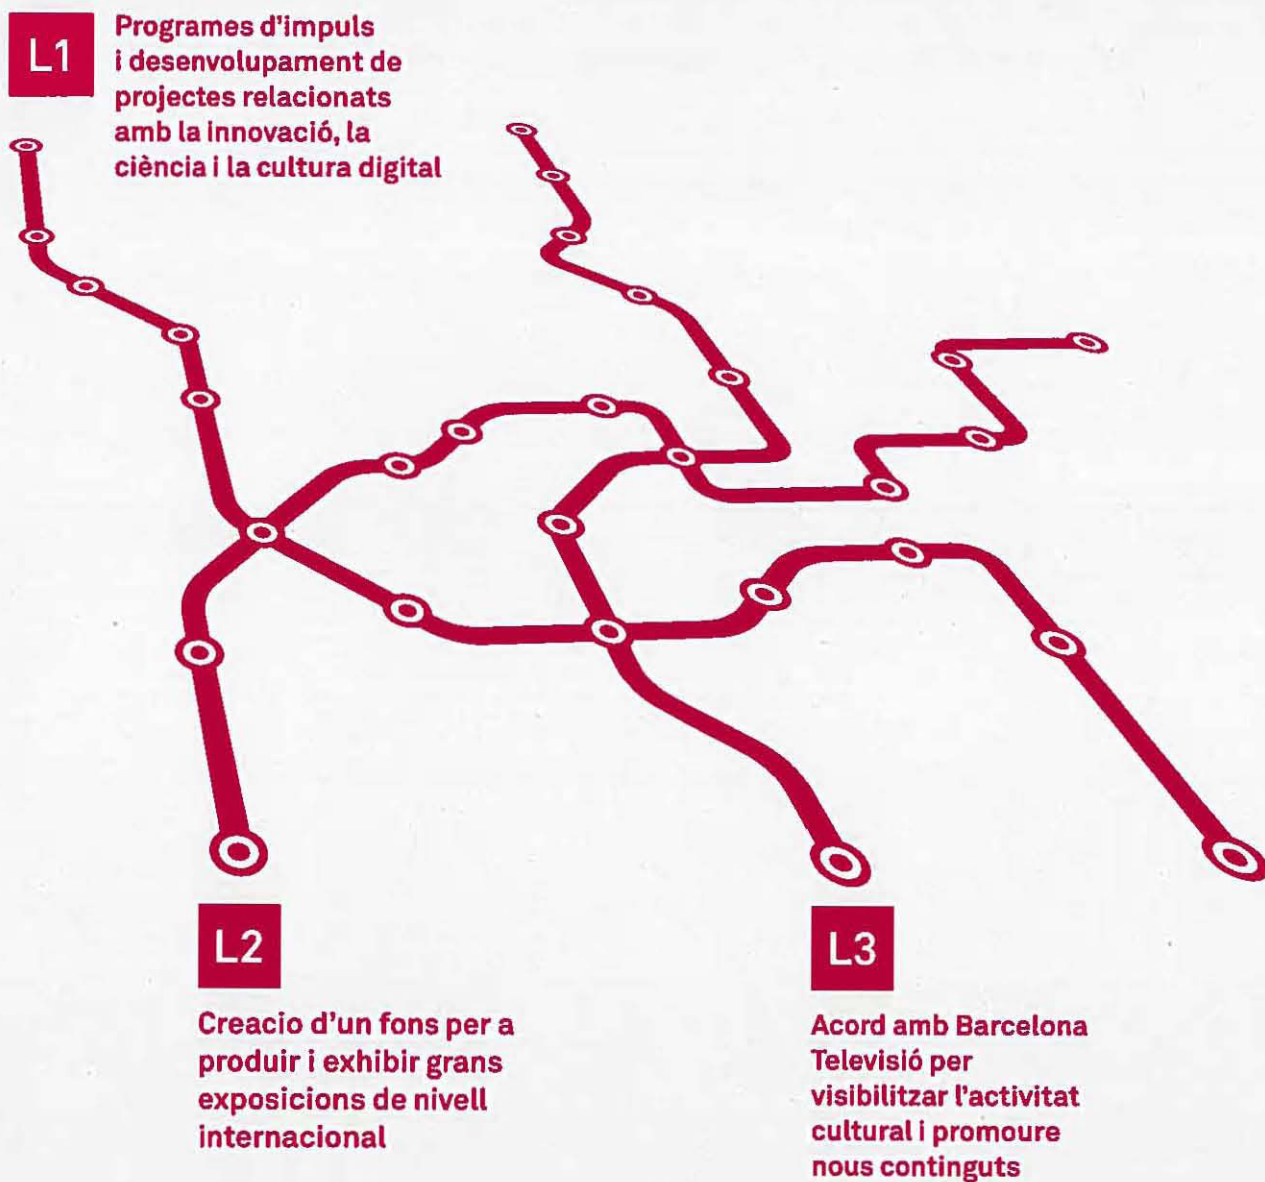 L1
Programes d'impuls
i desenvolupament de
projectes relacionats
amb la innovació, la
ciència i la cultura digital
L2
Creacio d'un fons per a
produir i exhibir grans
exposicions de nivell
internacional
L3
Acord amb Barcelona
Televisió per
visibilitzar l'activitat
cultural i promoure
nous continguts